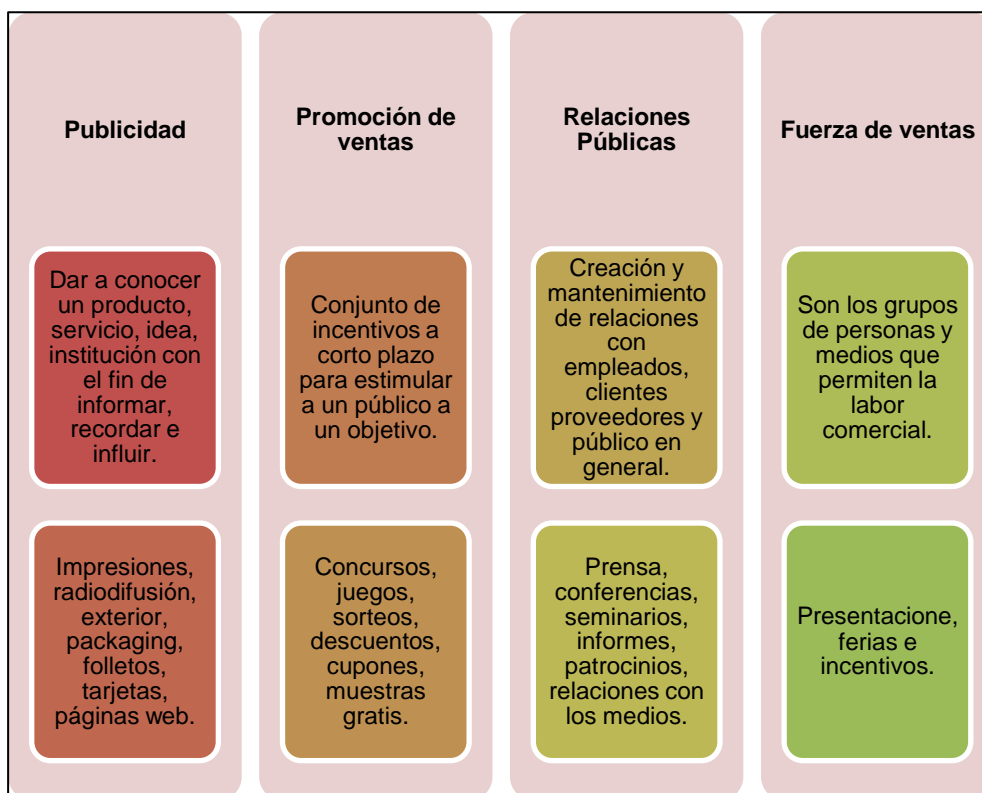 Publicidad
Dar a conocer
un producto,
servicio, idea,
institución con
el fin de
informar,
recordar e
influir.
Impresiones,
radiodifusión,
exterior,
packaging,
folletos,
tarjetas,
páginas web.
Promoción de
ventas
Conjunto de
incentivos a
corto plazo
para estimular
a un público a
un objetivo.
Concursos,
juegos,
sorteos,
descuentos,
cupones,
muestras
gratis.
Relaciones
Públicas
Creación y
mantenimiento
de relaciones
con
empleados,
clientes
proveedores y
público en
general.
Prensa,
conferencias,
seminarios,
informes,
patrocinios,
relaciones con
los medios.
Fuerza de ventas
Son los grupos
de personas y
medios que
permiten la
labor
comercial.
Presentacione,
ferias e
incentivos.